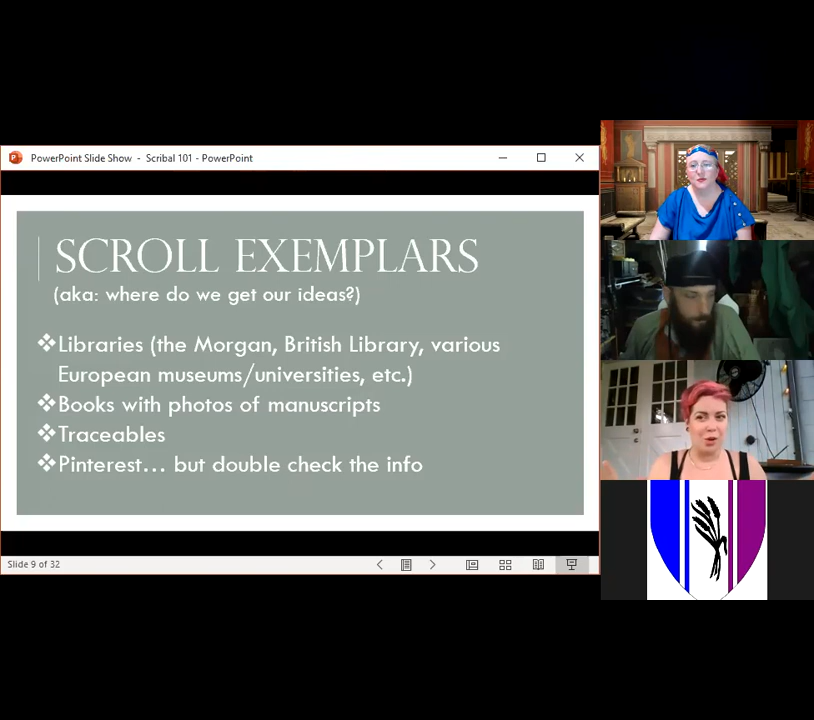 PowerPoint Slide Show - Scribal 101 - PowerPoint
SCROLL EXEMPLARS
(aka: where do we get our ideas?)
❖Libraries (the Morgan, British Library, various
European museums/universities, etc.)
❖Books with photos of manuscripts
❖Traceables
❖Pinterest... but double check the info
Slide 9 of 32